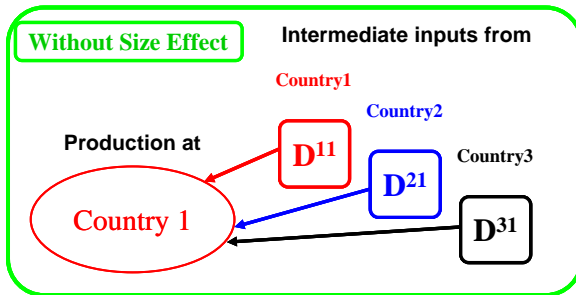 Without Size Effect
Intermediate inputs from
Country1
Country2
Country3
Production at
D11
D21
D31
Country 1